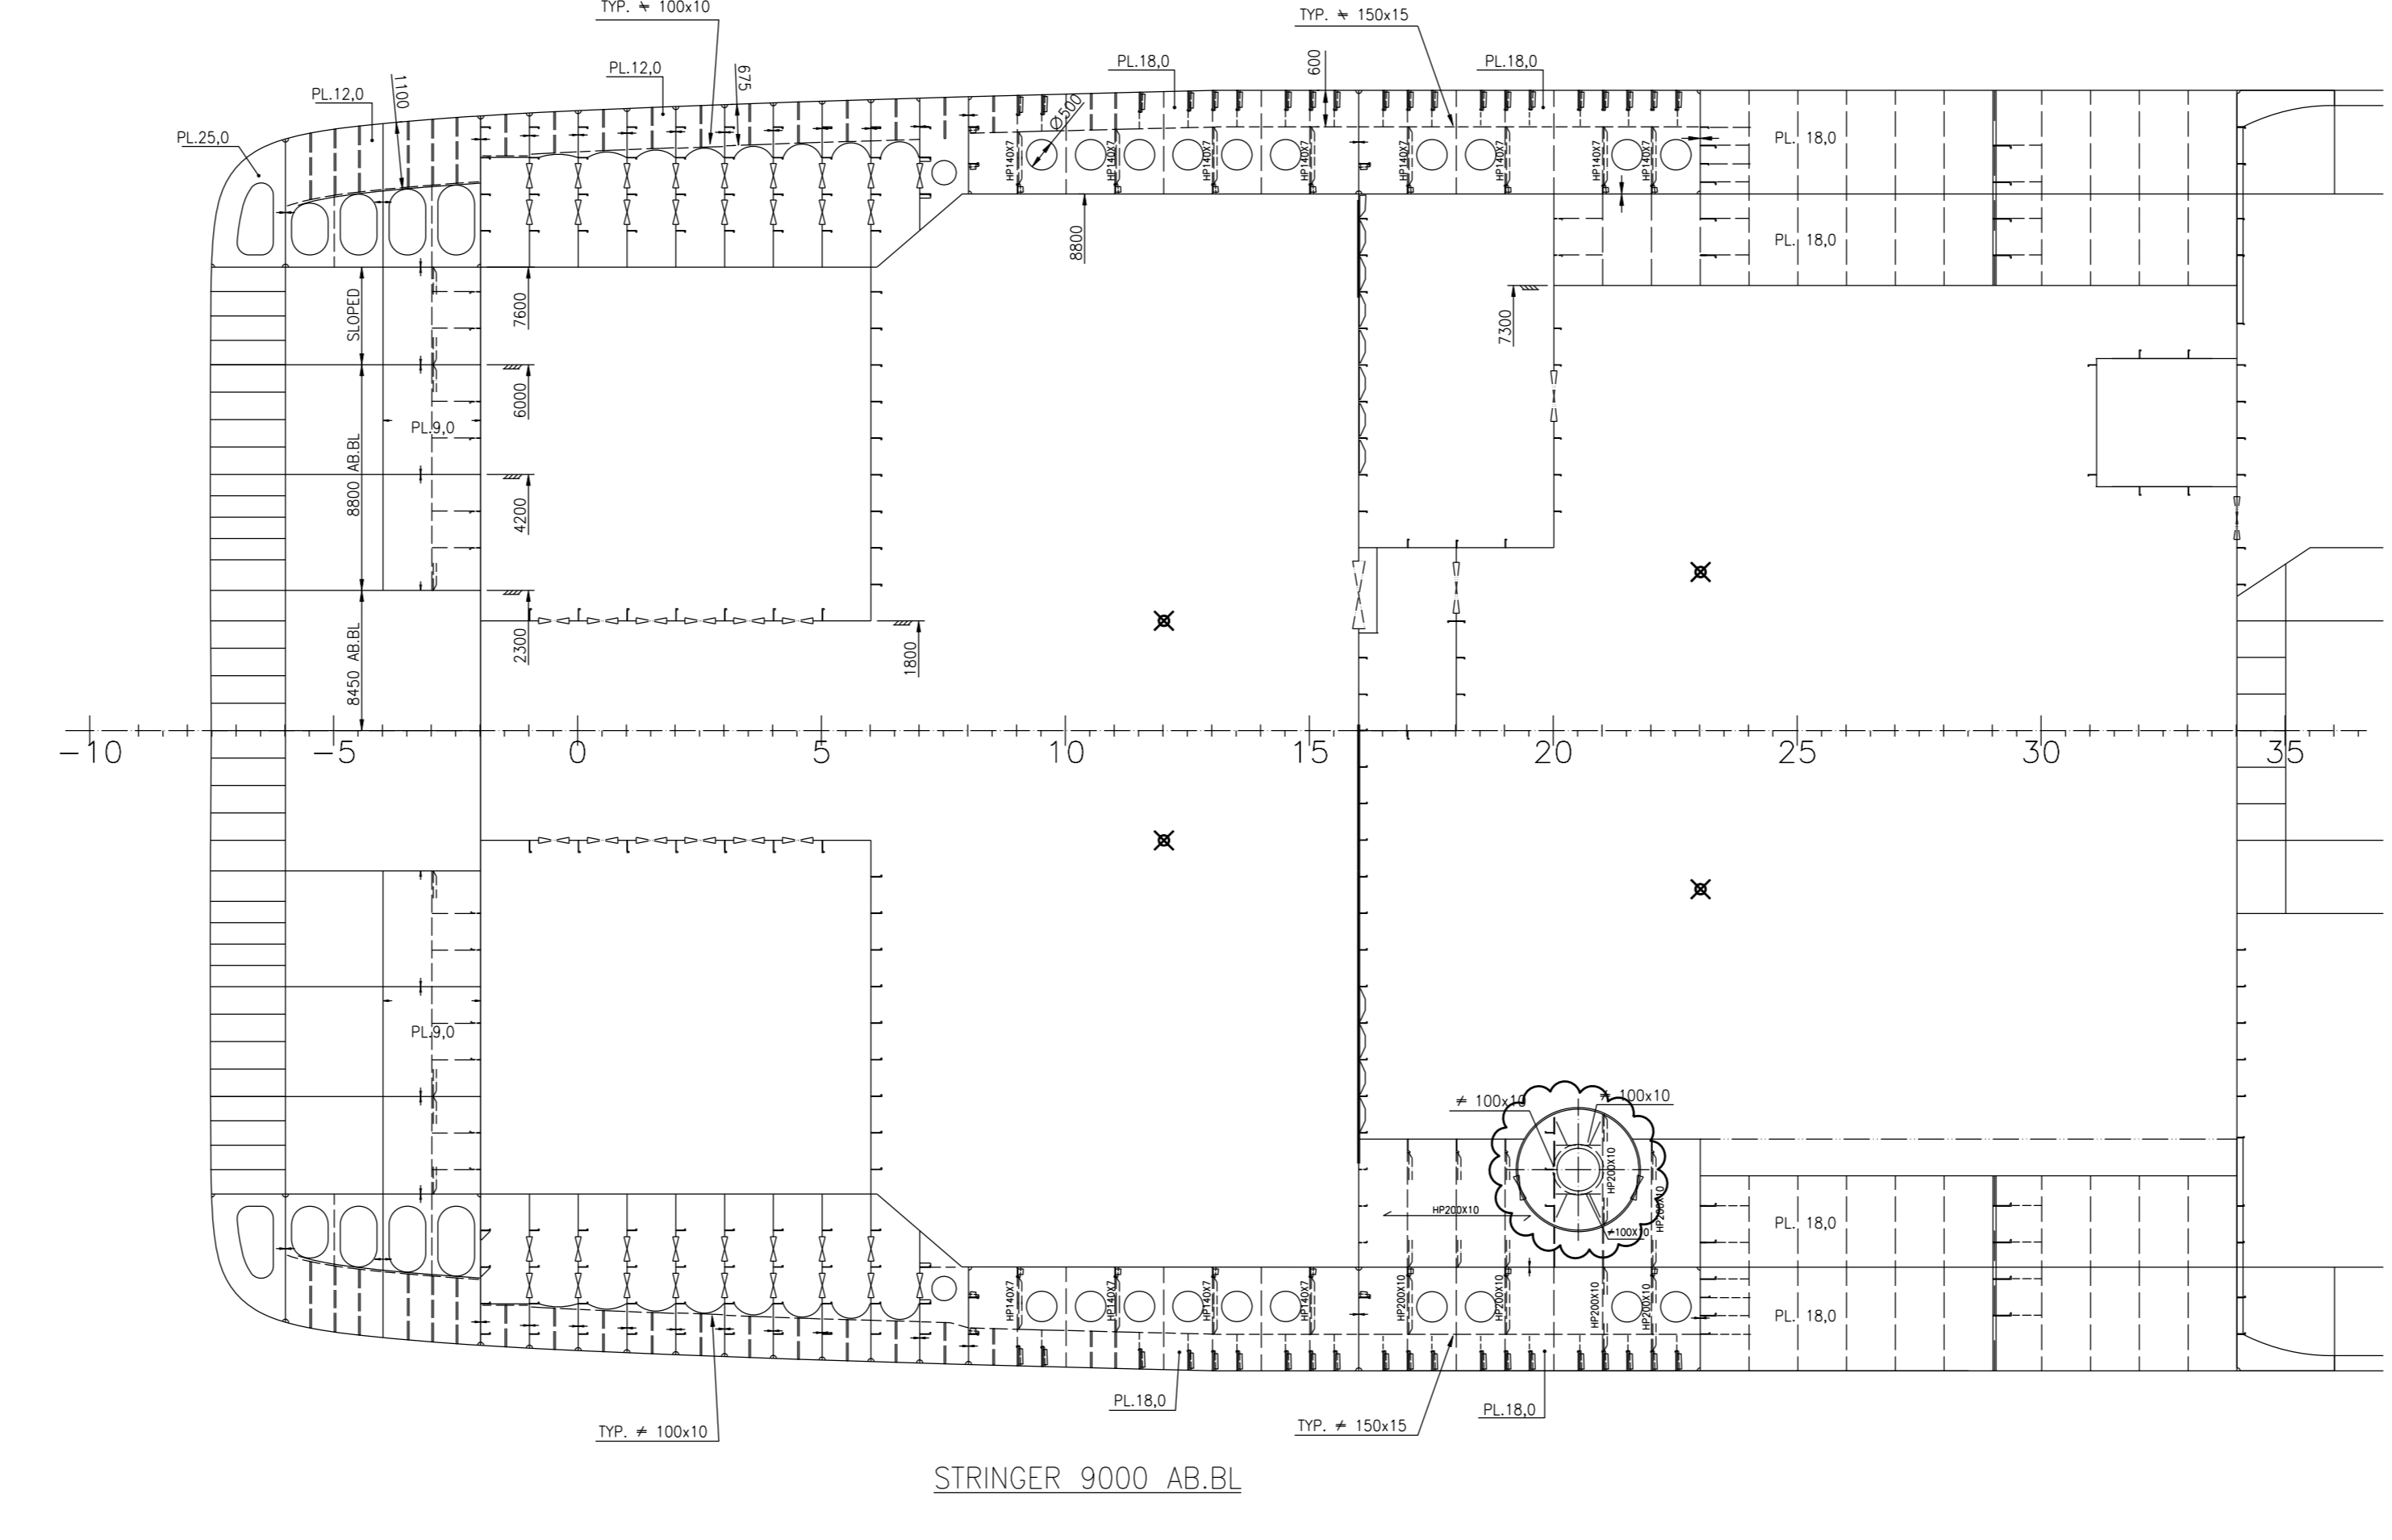 TYP. ≠ 100x10
TYP. ≠ 150x15
PL.12,0
PL.12,0
PL.18,0
PL.18,0
PL.25,0
1100
675
Ø500
600
PL. 18,0
PL. 18,0
HP140X7
HP140X7
HP140X7
HP140X7
HP140X7
HP140X7
HP140X7
HP140X7
8800
7300
SLOPED
7600
6000
PL.9,0
8800 AB.BL
4200
2300
1800
8450 AB.BL
-10
-5
0
5
10
15
20
25
30
35
PL.9,0
≠ 100x10
≠ 100x10
HP200X10
HP200X10
HP200X10
≠100X10
PL. 18,0
PL. 18,0
HP140X7
HP140X7
HP140X7
HP140X7
HP200X10
HP200X10
HP200X10
HP200X10
PL.18,0
PL.18,0
TYP. ≠ 100x10
TYP. ≠ 150x15
STRINGER 9000 AB.BL